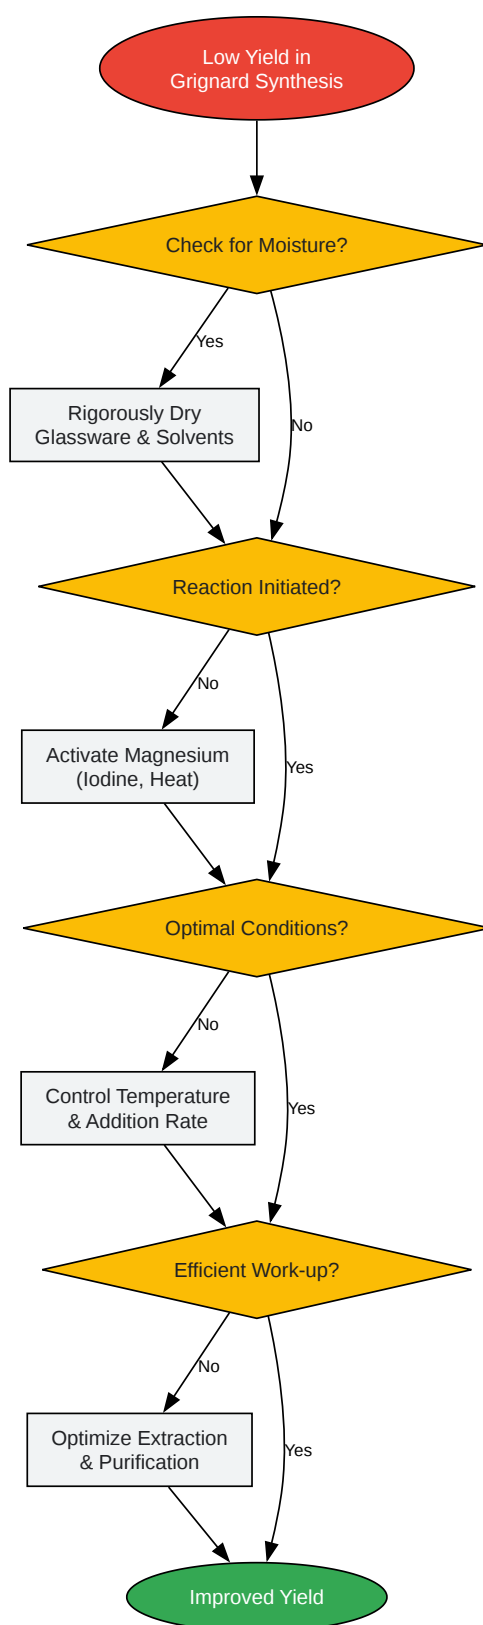 Low Yield in
Grignard Synthesis
Check for Moisture?
Yes
Rigorously Dry
Glassware & Solvents
No
Reaction Initiated?
No
Activate Magnesium
(Iodine, Heat)
Yes
Optimal Conditions?
No
Control Temperature
& Addition Rate
Yes
Efficient Work-up?
No
Optimize Extraction
& Purification
Yes
Improved Yield